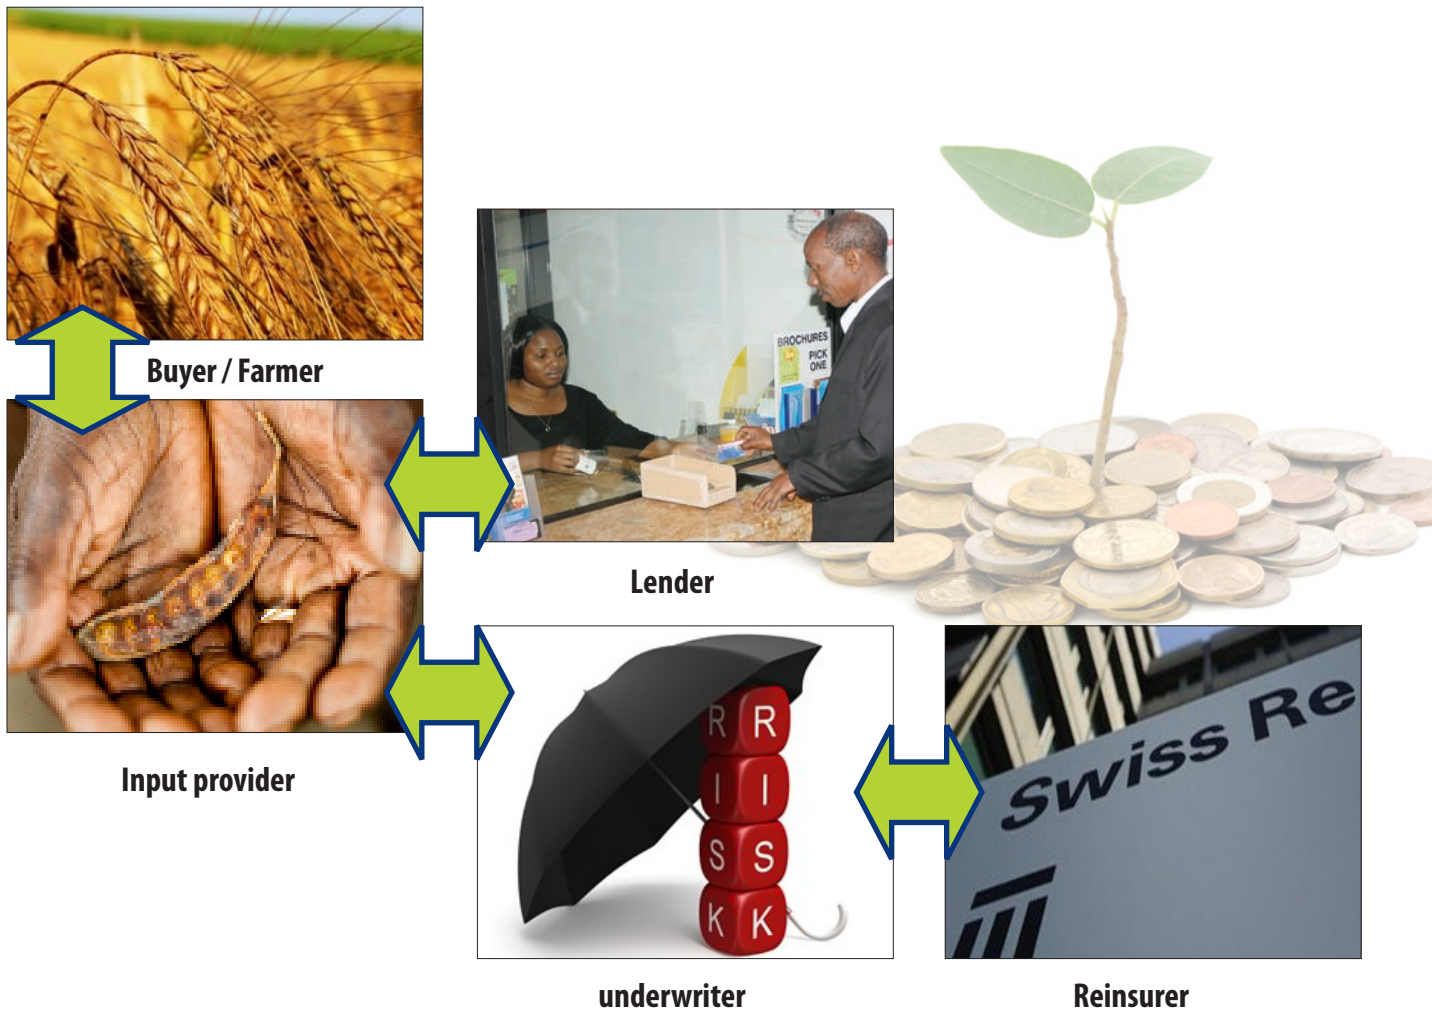 Buyer / Farmer
BROCHURES
PICK
ONE
Lender
Input provider
R R
I I
S S
K K
Swiss Re
underwriter
Reinsurer